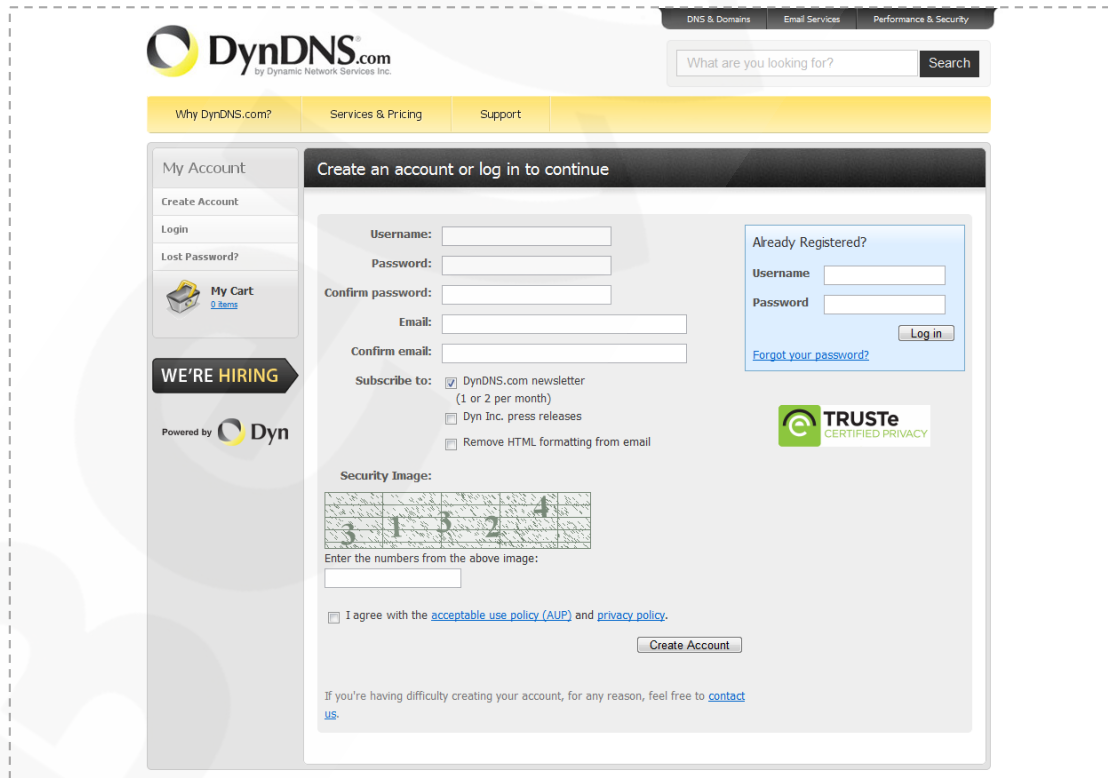 DNS & Domains
Email Services
Performance & Security
DynDNS.com
by Dynamic Network Services Inc.
What are you looking for?
Search
Why DynDNS.com?
Services & Pricing
Support
My Account
Create Account
Login
Lost Password?
My Cart
0 items
WE'RE HIRING
Powered by Dyn
Create an account or log in to continue
Username:
Password:
Confirm password:
Email:
Confirm email:
Subscribe to:
DynDNS.com newsletter
(1 or 2 per month)
Dyn Inc. press releases
Remove HTML formatting from email
Security Image:
3 1 3 2 4
Enter the numbers from the above image:
I agree with the acceptable use policy (AUP) and privacy policy.
Create Account
If you're having difficulty creating your account, for any reason, feel free to contact
us.
Already Registered?
Username
Password
Log in
Forgot your password?
TRUSTe
CERTIFIED PRIVACY